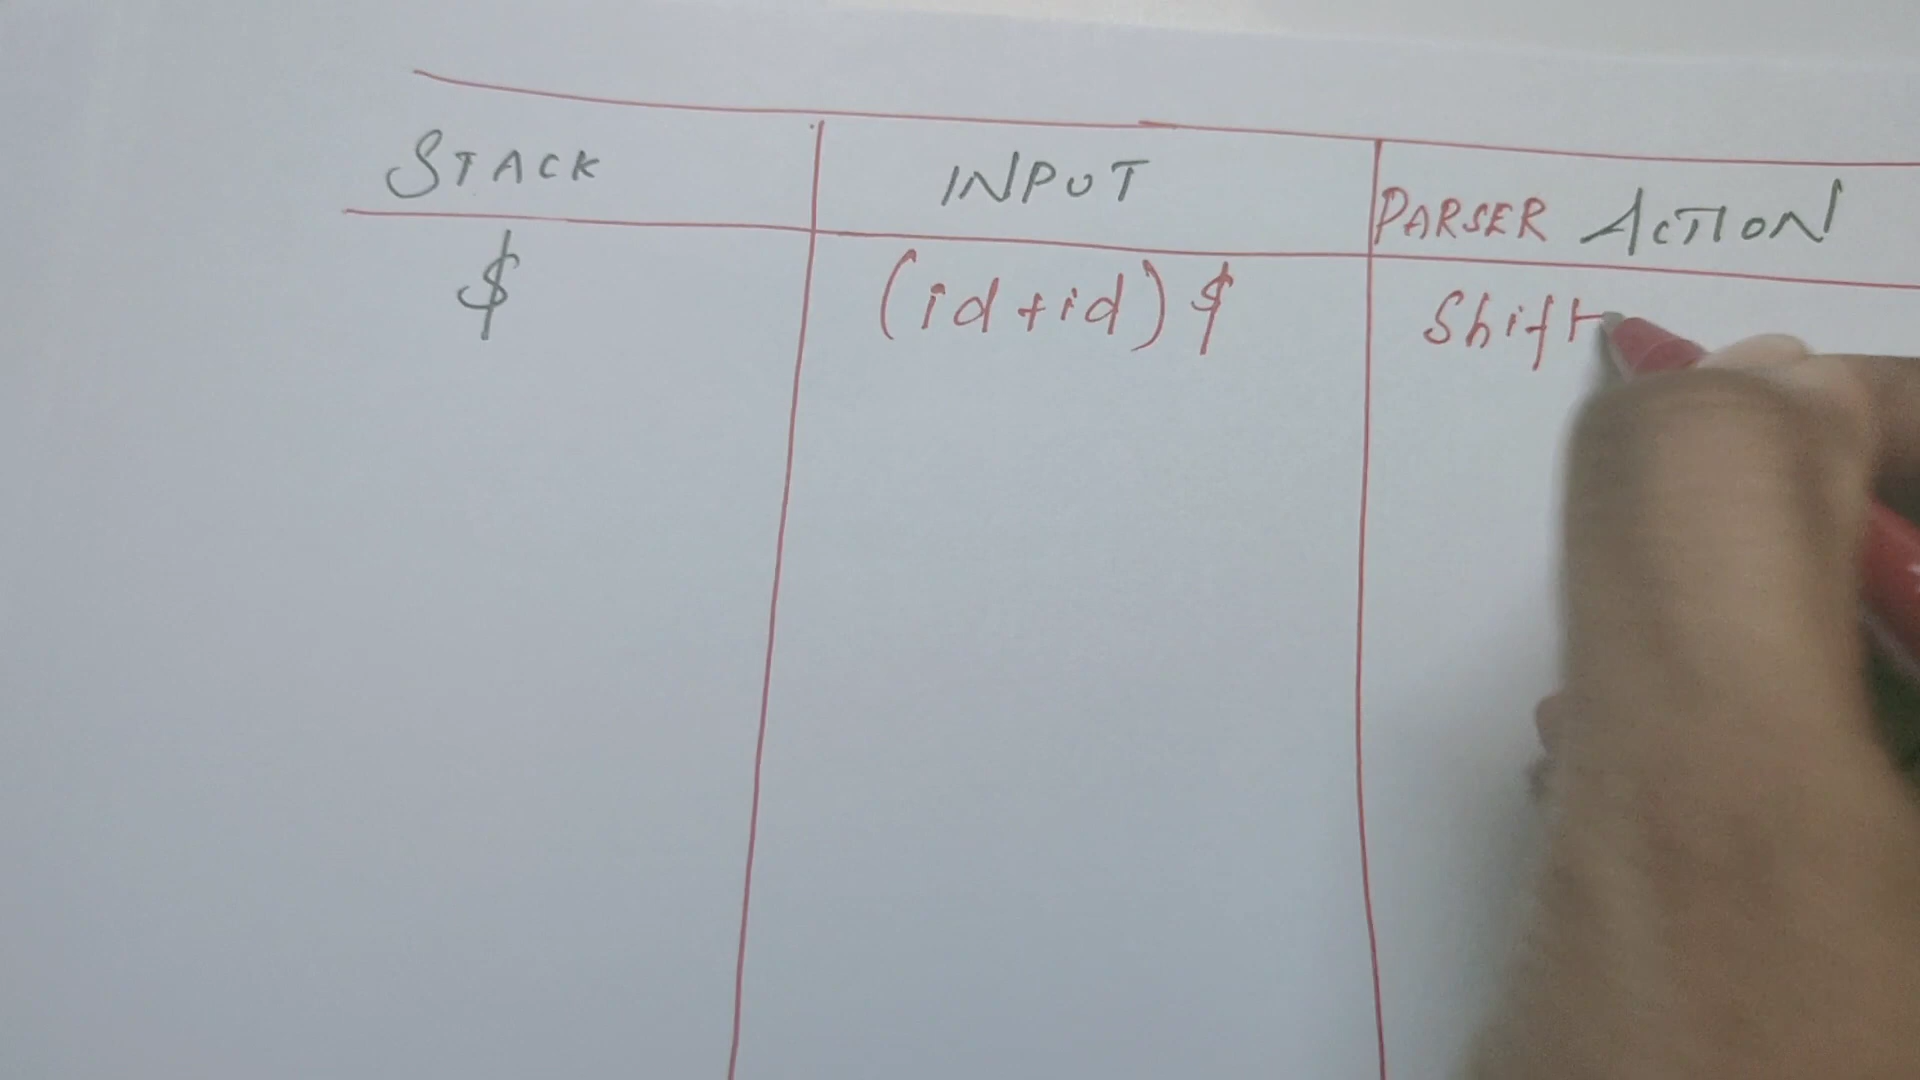 STACK INPUT PARSER ACTION
$ (id+id)$ Shift